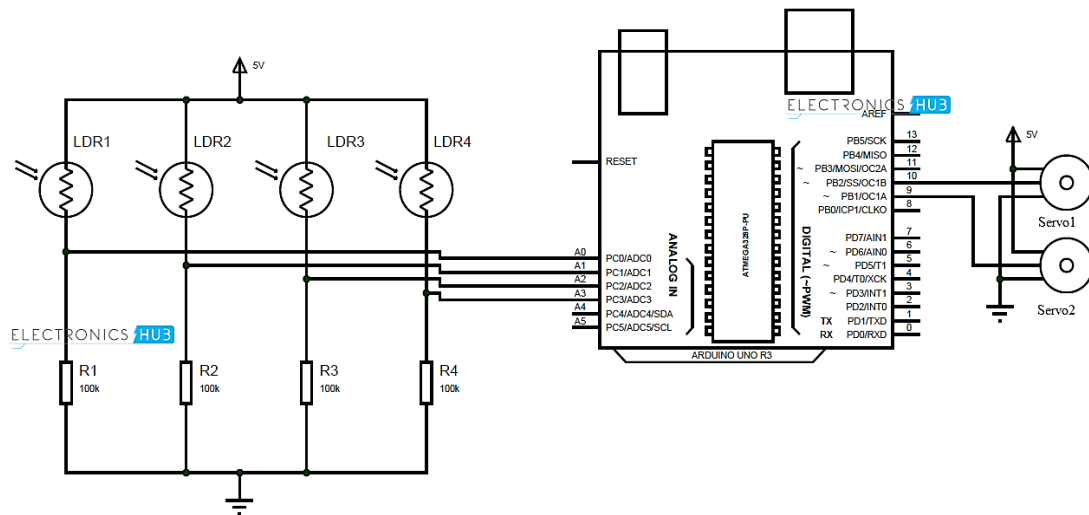 5V
LDR1
LDR2
LDR3
LDR4
ELECTRONICS HUB
R1
100k
R2
100k
R3
100k
R4
100k
ELECTRONICS HUB
AREF
RESET
PB5/SCK 13
PB4/MISO 12
~ PB3/MOSI/OC2A 11
~ PB2/SS/OC1B 10
~ PB1/OC1A 9
PB0/ICP1/CLKO 8
PD7/AIN1 7
~ PD6/AIN0 6
~ PD5/T1 5
PD4/T0/XCK 4
~ PD3/INT1 3
PD2/INT0 2
TX PD1/TXD 1
RX PD0/RXD 0
A0 PC0/ADC0
A1 PC1/ADC1
A2 PC2/ADC2
A3 PC3/ADC3
A4 PC4/ADC4/SDA
A5 PC5/ADC5/SCL
ANALOG IN
ATMEGA328P-PU
DIGITAL (~PWM)
ARDUINO UNO R3
5V
Servo1
Servo2